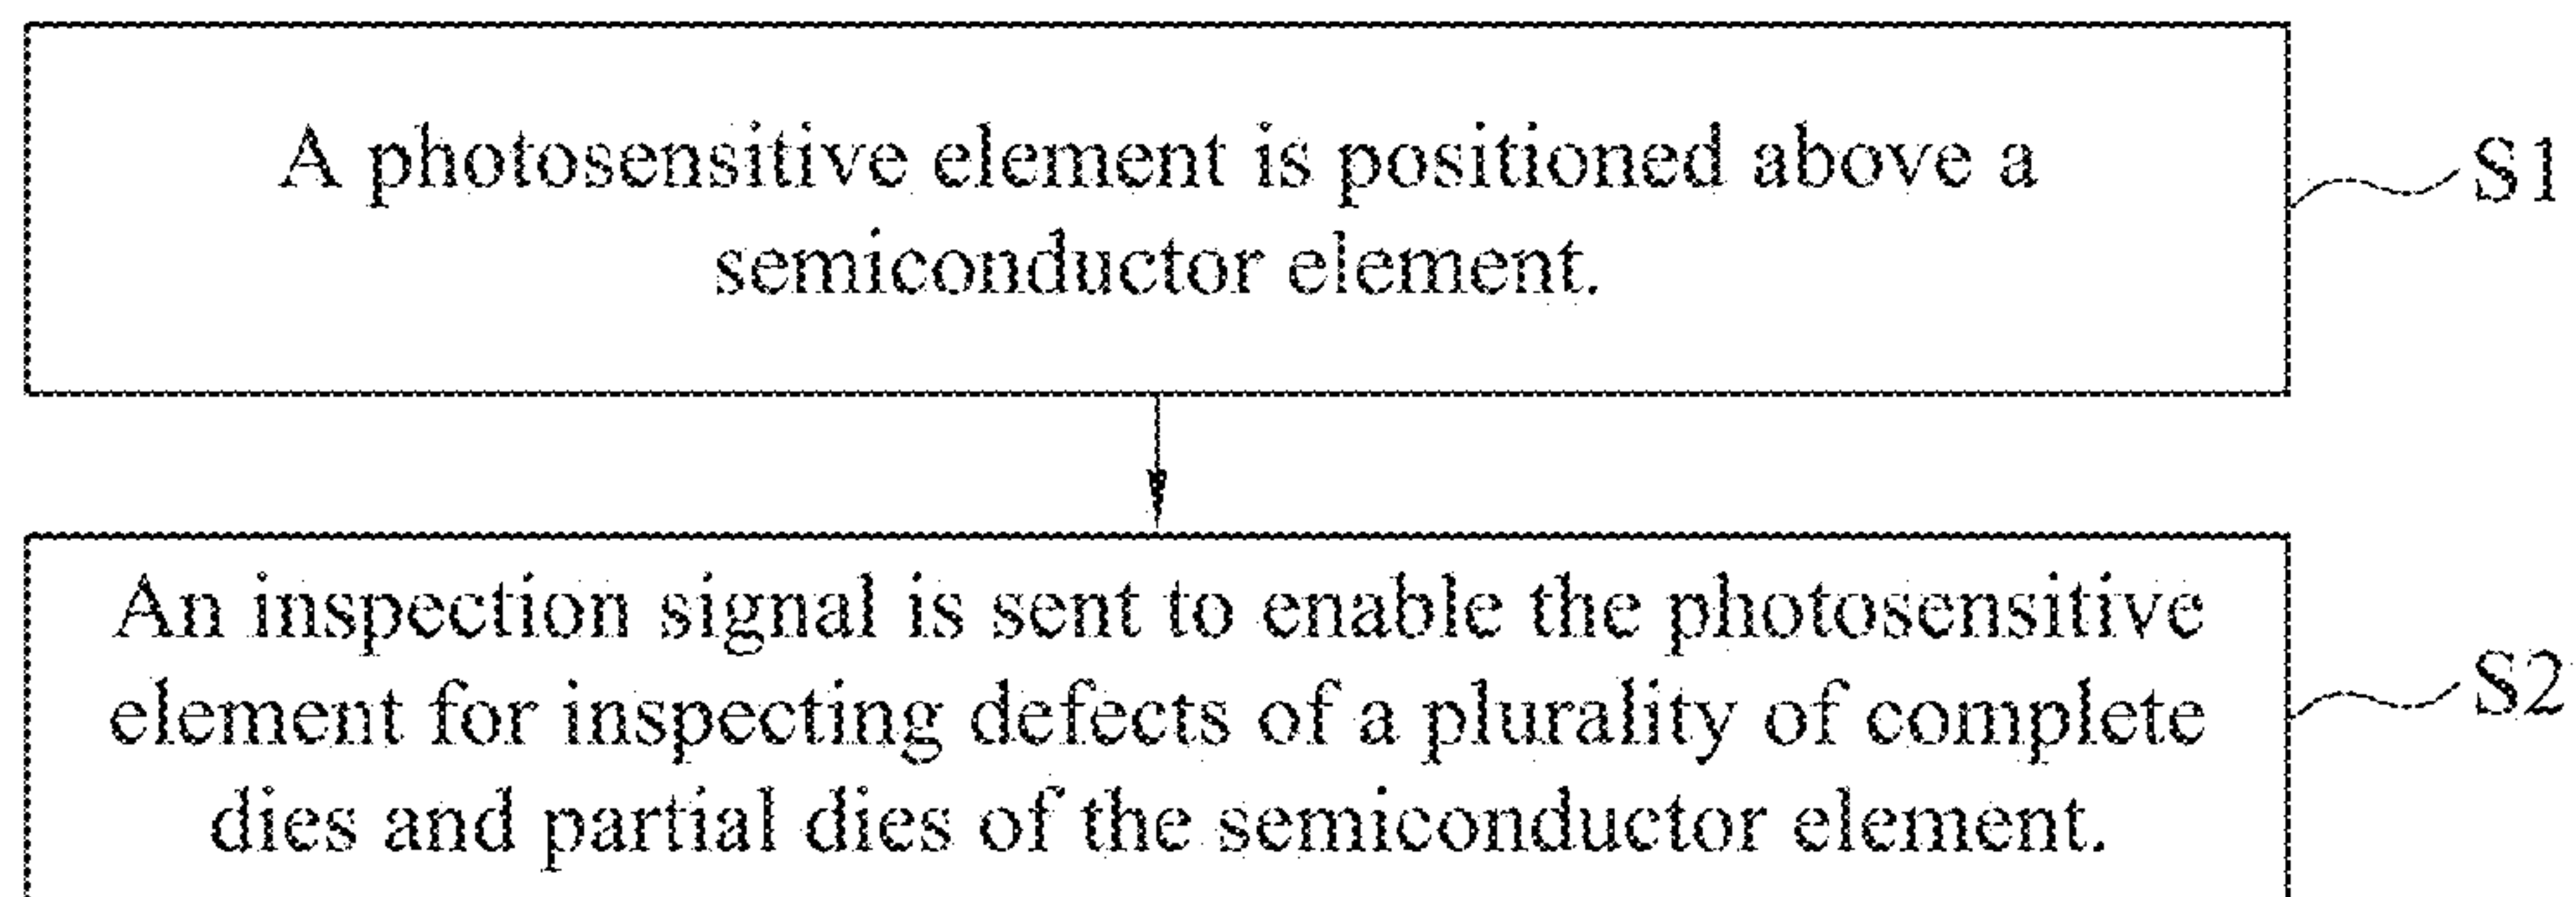 A photosensitive element is positioned above a
semiconductor element.
S1
An inspection signal is sent to enable the photosensitive
element for inspecting defects of a plurality of complete
dies and partial dies of the semiconductor element.
S2